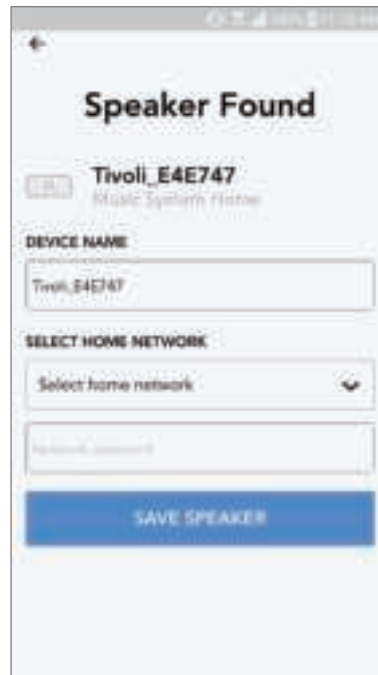 Speaker Found
Tivoli_E4E747
Music System Home
DEVICE NAME
Tivoli_E4E747
SELECT HOME NETWORK
Select home network
Network password
SAVE SPEAKER